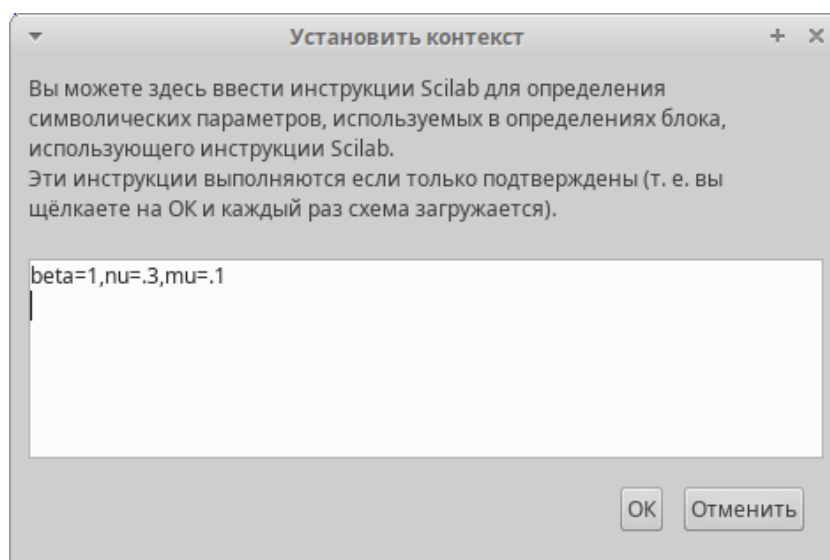 Установить контекст
Вы можете здесь ввести инструкции Scilab для определения
символических параметров, используемых в определениях блока,
использующего инструкции Scilab.
Эти инструкции выполняются если только подтверждены (т. е. вы
щёлкаете на ОК и каждый раз схема загружается).
beta=1,nu=.3,mu=.1
ОК Отменить